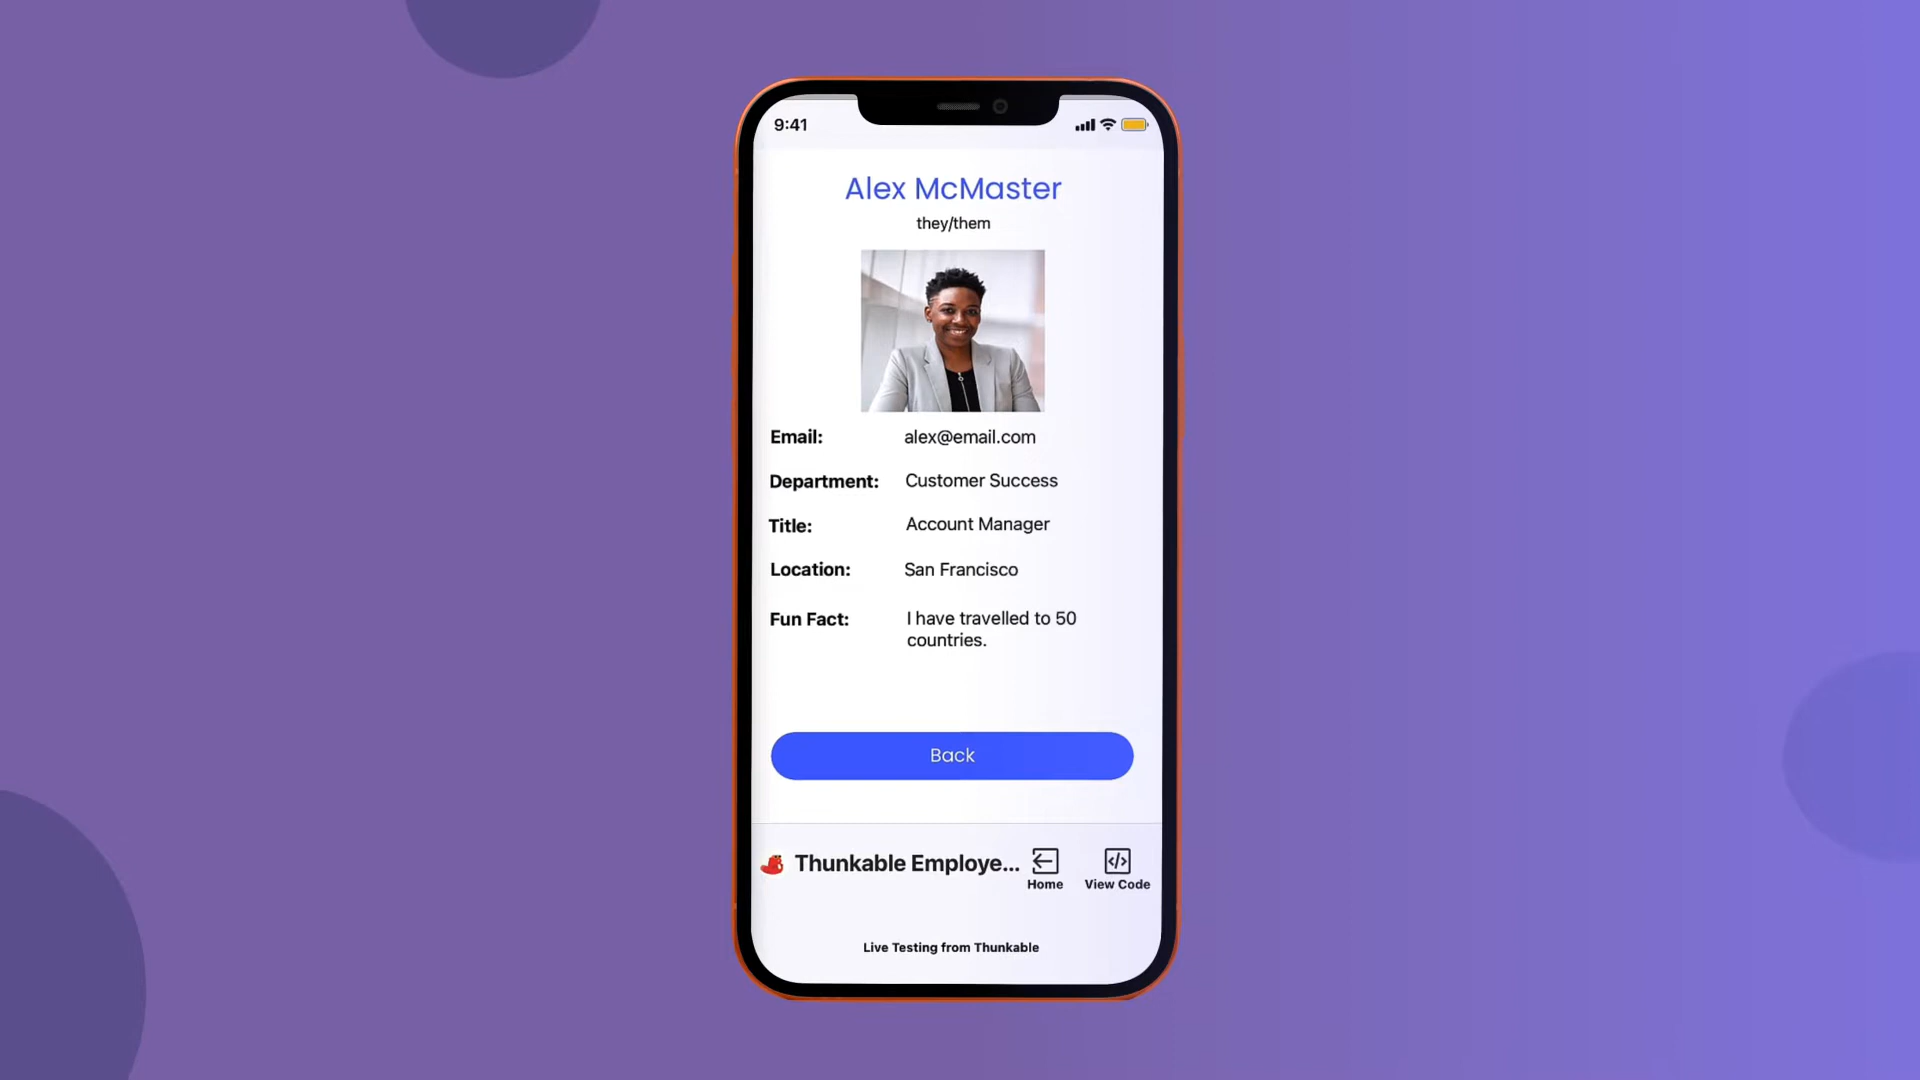 9:41
Alex McMaster
they/them
Email: alex@email.com
Department: Customer Success
Title: Account Manager
Location: San Francisco
Fun Fact: I have travelled to 50
countries.
Back
Thunkable Employe...
Home
View Code
Live Testing from Thunkable